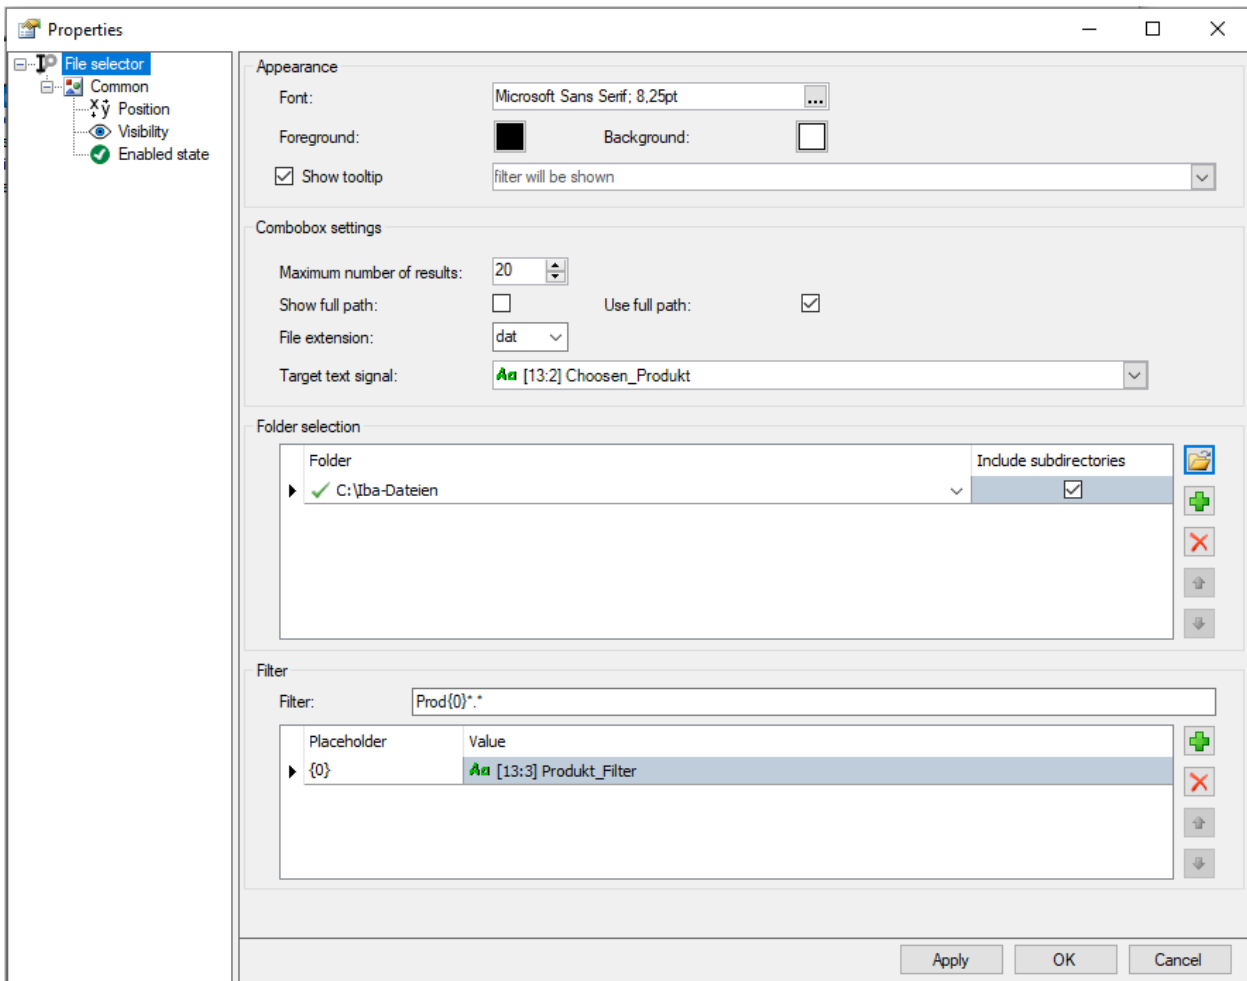 Properties
File selector
Common
Position
Visibility
Enabled state
Appearance
Font: Microsoft Sans Serif; 8,25pt ...
Foreground: Background:
Show tooltip filter will be shown
Combobox settings
Maximum number of results: 20
Show full path: Use full path:
File extension: dat
Target text signal: Aa [13:2] Choosen_Produkt
Folder selection
Folder Include subdirectories
C:\Iba-Dateien
Filter
Filter: Prod{0}*.*
Placeholder Value
{0} Aa [13:3] Produkt_Filter
Apply OK Cancel